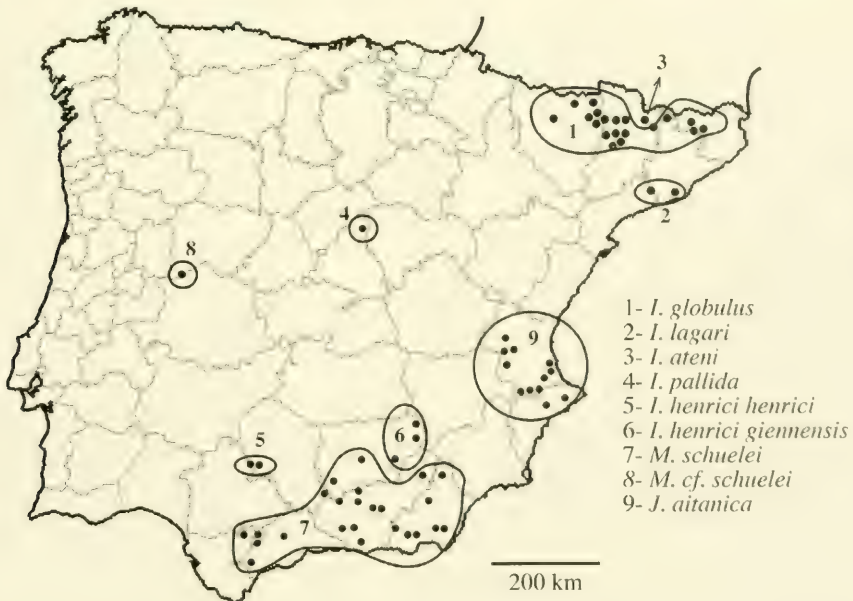 3
1
2
4
8
9
1- I. globulus
2- I. lagari
3- I. ateni
4- I. pallida
5- I. henrici henrici
6- I. henrici giennensis
7- M. schuelei
8- M. cf. schuelei
9- J. aitanica
6
5
7
200 km